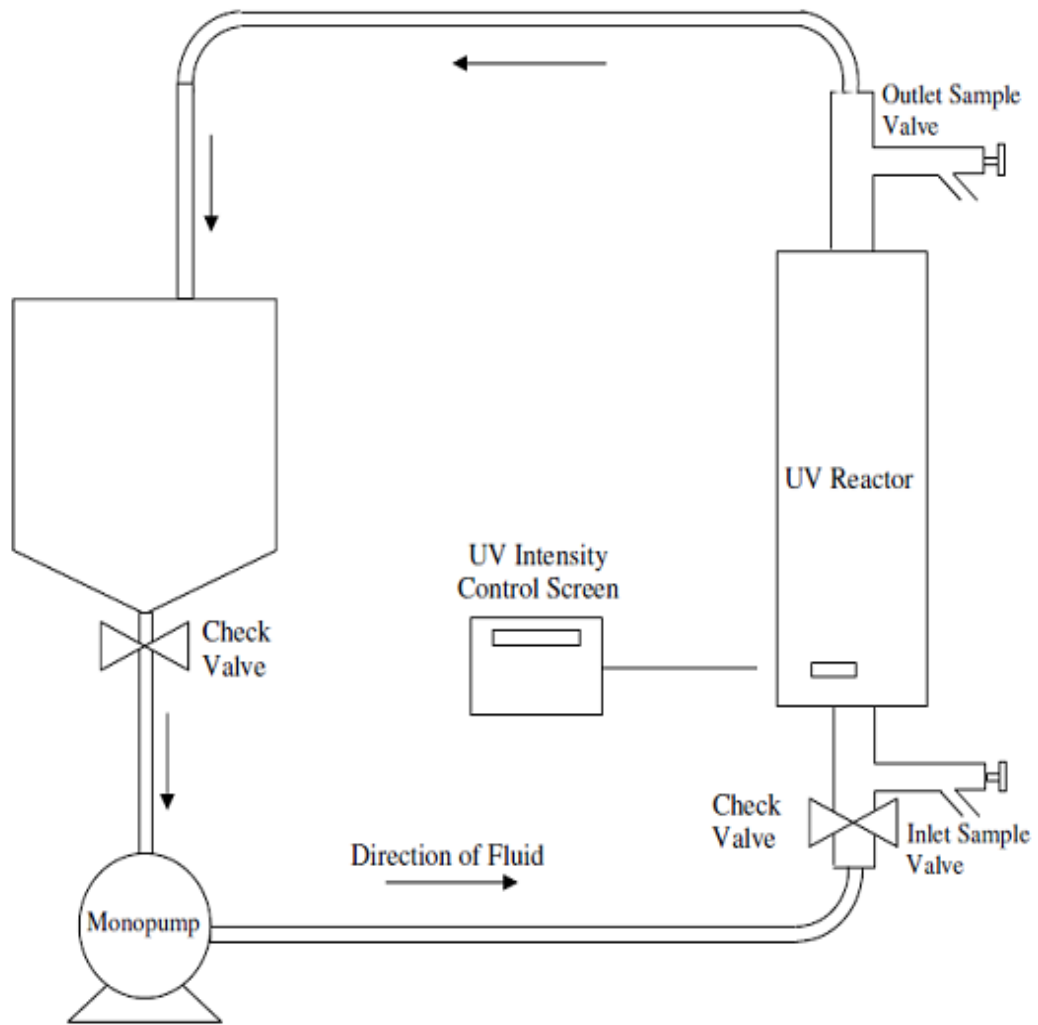 Outlet Sample
Valve
UV Reactor
UV Intensity
Control Screen
Check
Valve
Check
Valve
Inlet Sample
Valve
Direction of Fluid
Monopump